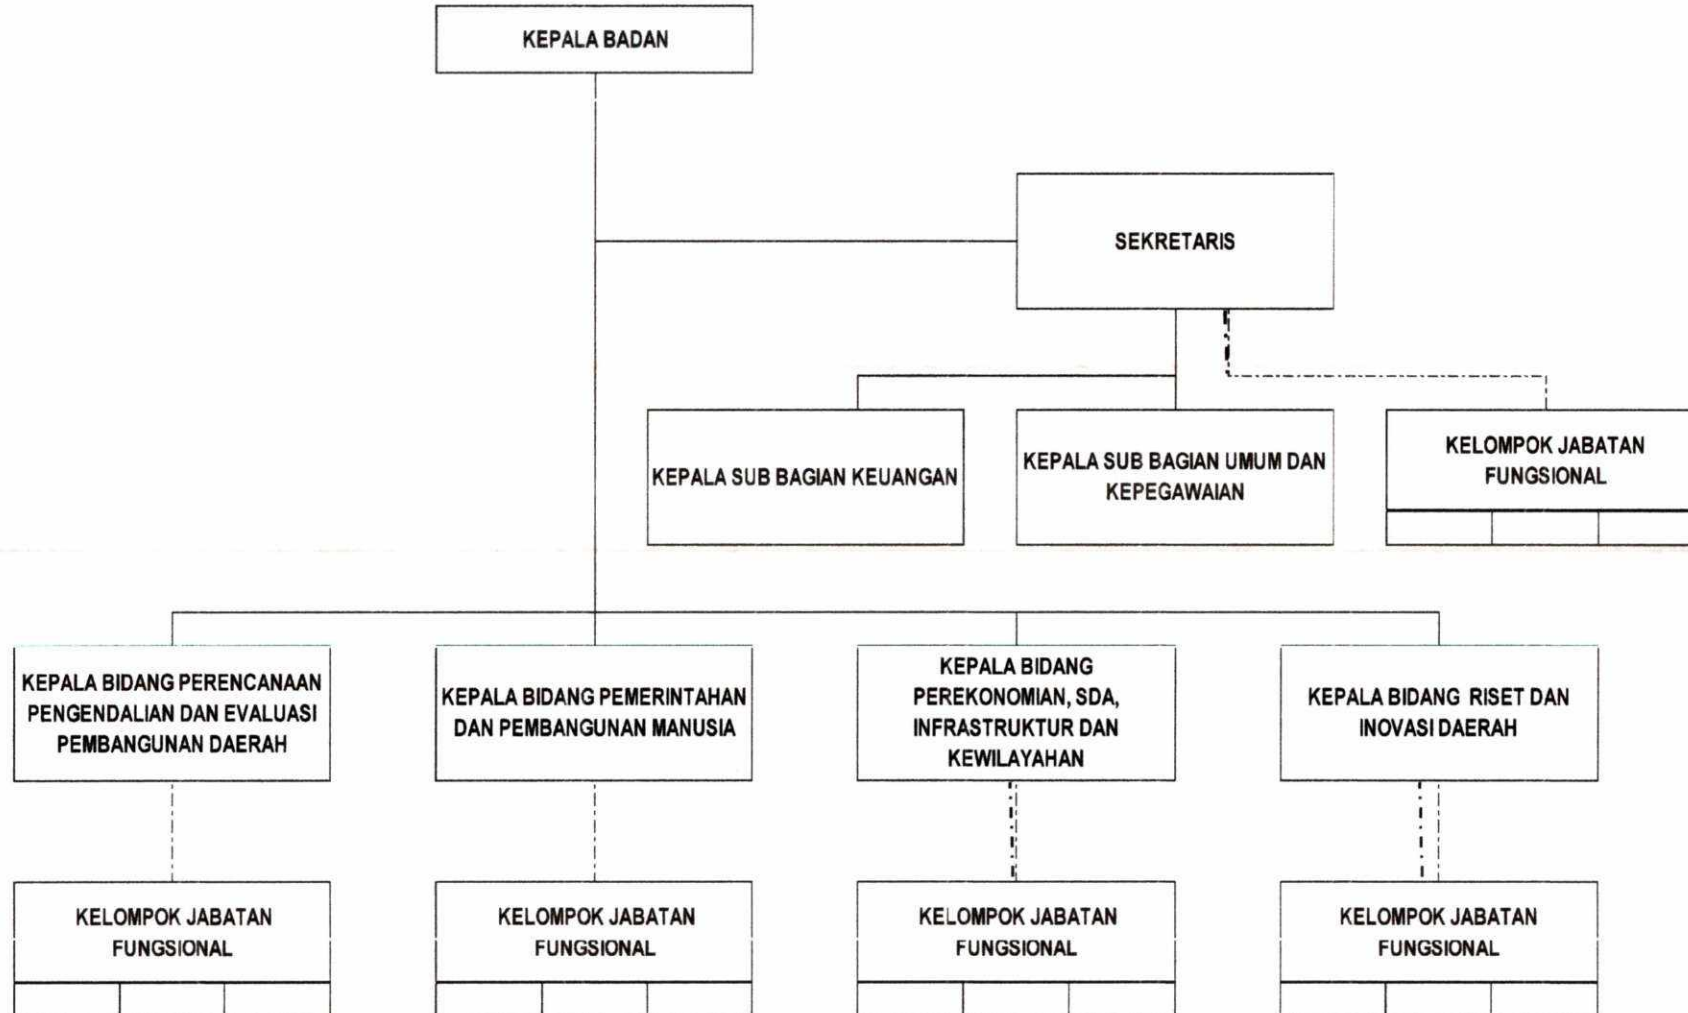 KEPALA BADAN
SEKRETARIS
KEPALA SUB BAGIAN KEUANGAN
KEPALA SUB BAGIAN UMUM DAN
KEPEGAWAIAN
KELOMPOK JABATAN
FUNGSIONAL
KEPALA BIDANG PERENCANAAN
PENGENDALIAN DAN EVALUASI
PEMBANGUNAN DAERAH
KEPALA BIDANG PEMERINTAHAN
DAN PEMBANGUNAN MANUSIA
KEPALA BIDANG
PEREKONOMIAN, SDA,
INFRASTRUKTUR DAN
KEWILAYAHAN
KEPALA BIDANG RISET DAN
INOVASI DAERAH
KELOMPOK JABATAN
FUNGSIONAL
KELOMPOK JABATAN
FUNGSIONAL
KELOMPOK JABATAN
FUNGSIONAL
KELOMPOK JABATAN
FUNGSIONAL